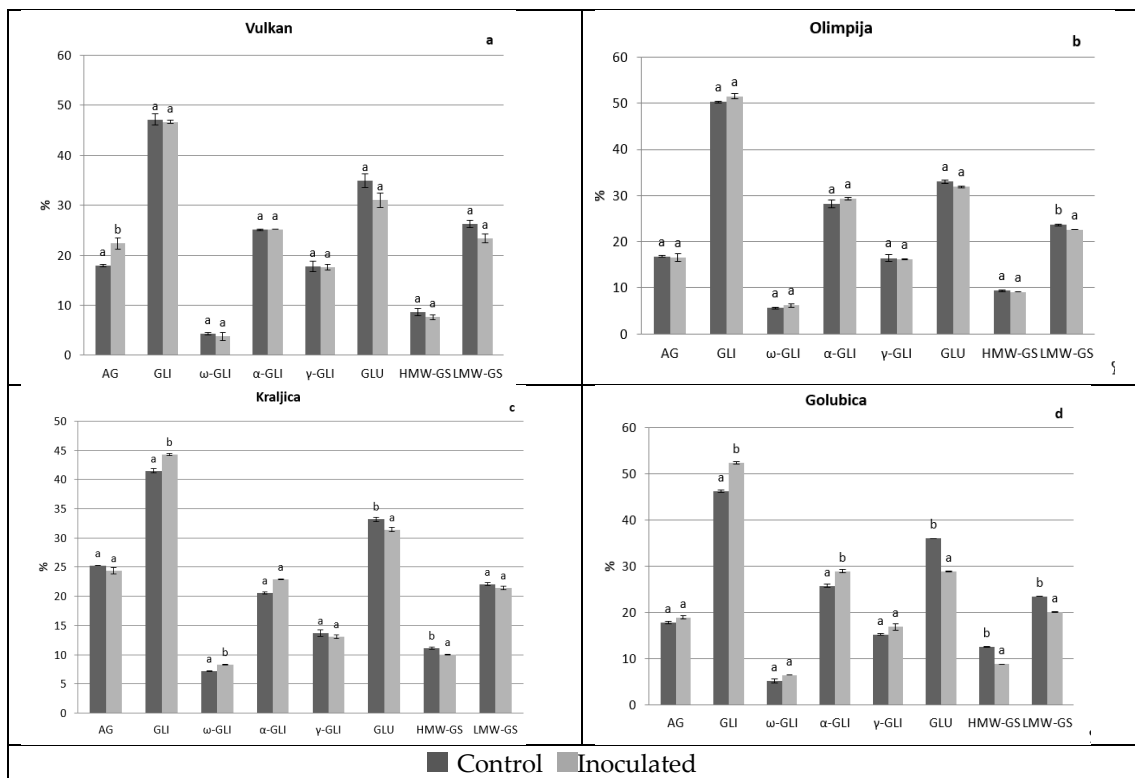 Vulkan
a
60
50
40
30
20
10
0
%
a a
a b
a a
a a
a a
a a
a a
a a
AG GLI ω-GLI α-GLI γ-GLI GLU HMW-GS LMW-GS
Olimpija
b
60
50
40
30
20
10
0
%
a a
a a
a a
a a
a a
a a
a a
b a
AG GLI ω-GLI α-GLI γ-GLI GLU HMW-GS LMW-GS
Kraljica
c
50
45
40
35
30
25
20
15
10
5
0
%
a a
a b
a b
a a
a a
b a
b a
a a
AG GLI ω-GLI α-GLI γ-GLI GLU HMW-GS LMW-GS
Golubica
d
60
50
40
30
20
10
0
%
a a
a b
a a
a b
a a
b a
b a
b a
AG GLI ω-GLI α-GLI γ-GLI GLU HMW-GS LMW-GS
Control Inoculated